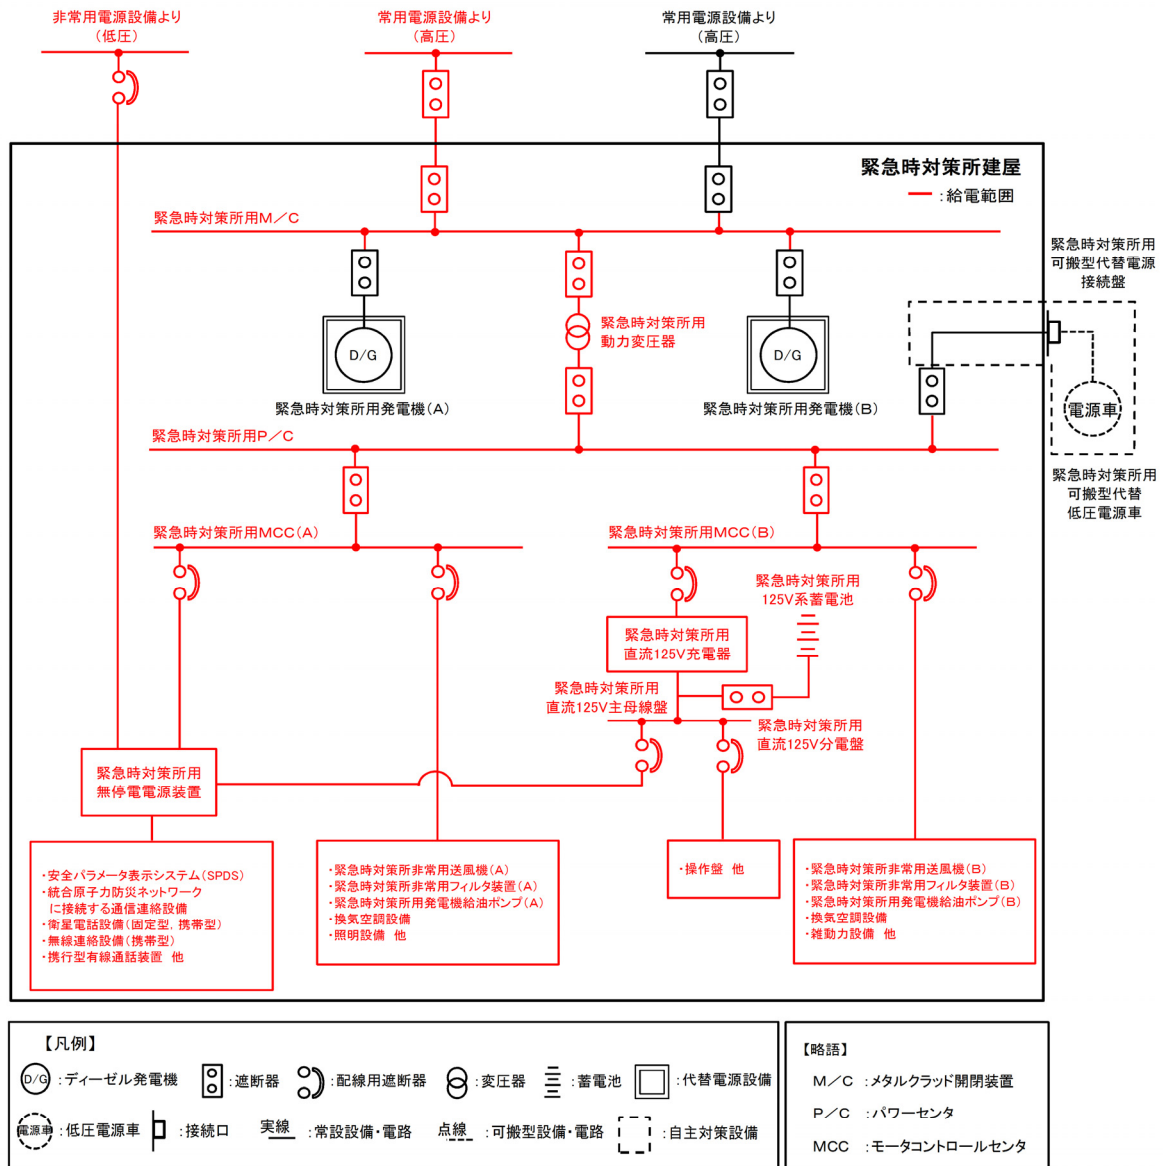 非常用電源設備より
(低圧)
常用電源設備より
(高圧)
常用電源設備より
(高圧)
緊急時対策所建屋
:給電範囲
緊急時対策所用M/C
緊急時対策所用
可搬型代替電源
接続盤
緊急時対策所用
動力変圧器
D/G
D/G
電源車
緊急時対策所用発電機(A)
緊急時対策所用発電機(B)
緊急時対策所用P/C
緊急時対策所用
可搬型代替
低圧電源車
緊急時対策所用MCC(A)
緊急時対策所用MCC(B)
緊急時対策所用
125V系蓄電池
緊急時対策所用
直流125V充電器
緊急時対策所用
直流125V主母線盤
緊急時対策所用
直流125V分電盤
緊急時対策所用
無停電電源装置
・安全パラメータ表示システム(SPDS)
・統合原子力防災ネットワーク
に接続する通信連絡設備
・衛星電話設備(固定型, 携帯型)
・無線連絡設備(携帯型)
・携行型有線通話装置 他
・緊急時対策所非常用送風機(A)
・緊急時対策所非常用フィルタ装置(A)
・緊急時対策所用発電機給油ポンプ(A)
・換気空調設備
・照明設備 他
・操作盤 他
・緊急時対策所非常用送風機(B)
・緊急時対策所非常用フィルタ装置(B)
・緊急時対策所用発電機給油ポンプ(B)
・換気空調設備
・雑動力設備 他
【凡例】
D/G :ディーゼル発電機 :遮断器 :配線用遮断器 :変圧器 :蓄電池 :代替電源設備
電源車 :低圧電源車 :接続口 実線 :常設設備・電路 点線 :可搬型設備・電路 :自主対策設備
【略語】
M/C :メタルクラッド開閉装置
P/C :パワーセンタ
MCC :モータコントロールセンタ